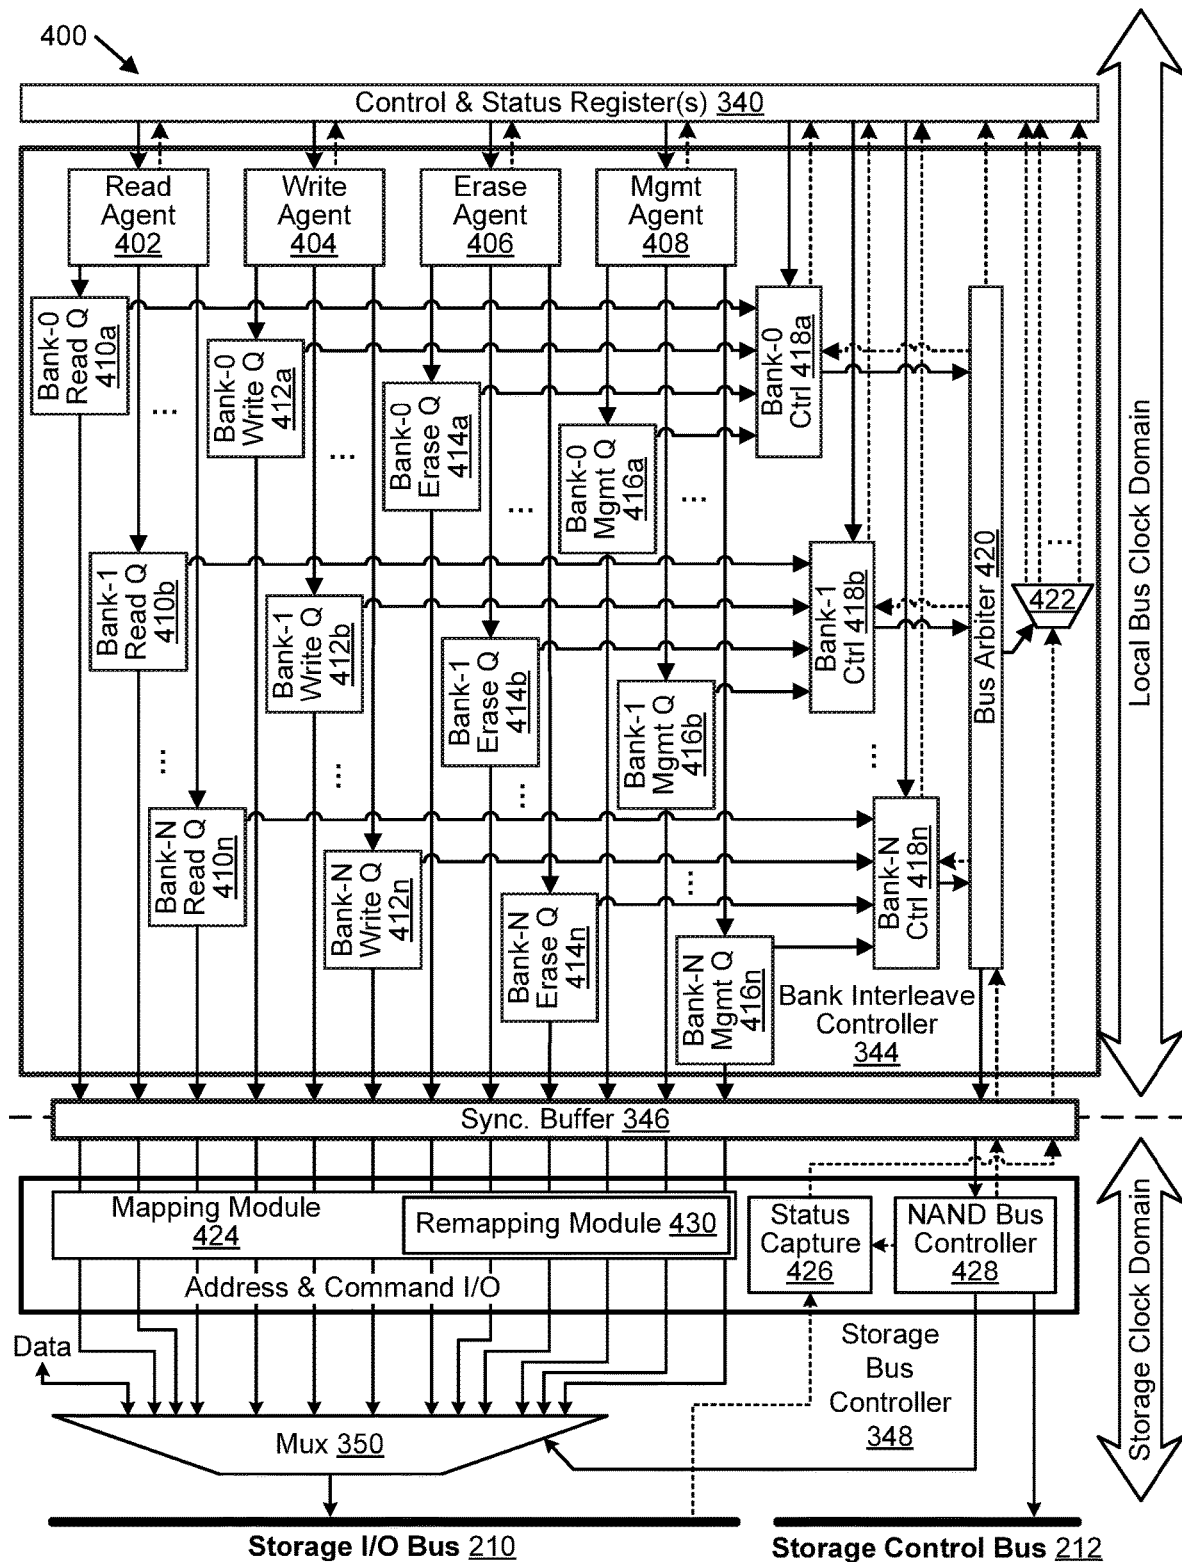 400
Control & Status Register(s) 340
Read
Agent
402
Write
Agent
404
Erase
Agent
406
Mgmt
Agent
408
Bank-0
Read Q
410a
...
Bank-0
Write Q
412a
...
Bank-0
Erase Q
414a
...
Bank-0
Mgmt Q
416a
...
Bank-0
Ctrl 418a
Bank-1
Read Q
410b
...
Bank-1
Write Q
412b
...
Bank-1
Erase Q
414b
...
Bank-1
Mgmt Q
416b
...
Bank-1
Ctrl 418b
...
Bank-N
Read Q
410n
Bank-N
Write Q
412n
Bank-N
Erase Q
414n
Bank-N
Mgmt Q
416n
Bank-N
Ctrl 418n
Bus Arbiter 420
...
422
Bank Interleave
Controller
344
Local Bus Clock Domain
Sync. Buffer 346
Mapping Module
424
Remapping Module 430
Status
Capture
426
NAND Bus
Controller
428
Address & Command I/O
Data
Storage
Bus
Controller
348
Storage Clock Domain
Mux 350
Storage I/O Bus 210
Storage Control Bus 212